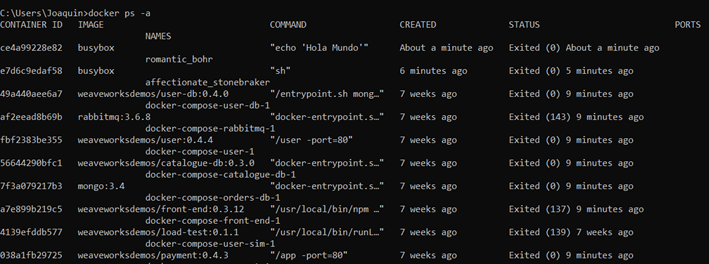 C:\Users\Joaquin>docker ps -a
CONTAINER ID IMAGE COMMAND CREATED STATUS PORTS
NAMES
ce4a99228e82 busybox "echo 'Hola Mundo'" About a minute ago Exited (0) About a minute ago
romantic_bohr
e7d6c9edaf58 busybox "sh" 6 minutes ago Exited (0) 5 minutes ago
affectionate_stonebraker
49a440aee6a7 weaveworksdemos/user-db:0.4.0 "/entrypoint.sh mong…" 7 weeks ago Exited (0) 9 minutes ago
docker-compose-user-db-1
af2eead8b69b rabbitmq:3.6.8 "docker-entrypoint.s…" 7 weeks ago Exited (143) 9 minutes ago
docker-compose-rabbitmq-1
fbf2383be355 weaveworksdemos/user:0.4.4 "/user -port=80" 7 weeks ago Exited (0) 9 minutes ago
docker-compose-user-1
56644290bfc1 weaveworksdemos/catalogue-db:0.3.0 "docker-entrypoint.s…" 7 weeks ago Exited (0) 9 minutes ago
docker-compose-catalogue-db-1
7f3a079217b3 mongo:3.4 "docker-entrypoint.s…" 7 weeks ago Exited (0) 9 minutes ago
docker-compose-orders-db-1
a7e899b219c5 weaveworksdemos/front-end:0.3.12 "/usr/local/bin/npm …" 7 weeks ago Exited (137) 9 minutes ago
docker-compose-front-end-1
4139efddb577 weaveworksdemos/load-test:0.1.1 "/usr/local/bin/runL…" 7 weeks ago Exited (139) 7 weeks ago
docker-compose-user-sim-1
038a1fb29725 weaveworksdemos/payment:0.4.3 "/app -port=80" 7 weeks ago Exited (0) 9 minutes ago